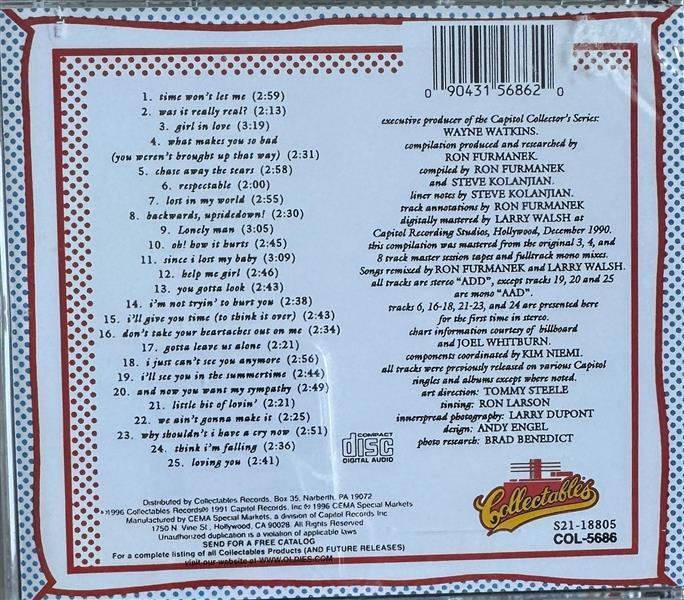 1. time won't let me (2:59)
2. was it really real? (2:13)
3. girl in love (3:19)
4. what makes you so bad
(you weren't brought up that way) (2:31)
5. chase away the tears (2:58)
6. respectable (2:00)
7. lost in my world (2:55)
8. backwards, upsidedown! (2:30)
9. Lonely man (3:05)
10. oh! how it hurts (2:45)
11. since i lost my baby (3:09)
12. help me girl (2:46)
13. you gotta look (2:43)
14. i'm not tryin' to hurt you (2:38)
15. i'll give you time (to think it over) (2:43)
16. don't take your heartaches out on me (2:34)
17. gotta leave us alone (2:21)
18. i just can't see you anymore (2:56)
19. i'll see you in the summertime (2:44)
20. and now you want my sympathy (2:49)
21. little bit of lovin' (2:21)
22. we ain't gonna make it (2:25)
23. why shouldn't i have a cry now (2:51)
24. think i'm falling (2:36)
25. loving you (2:41)
0 90431 56862 0
executive producer of the Capitol Collector's Series:
WAYNE WATKINS.
compilation produced and researched by
RON FURMANEK.
compiled by RON FURMANEK
and STEVE KOLANJIAN.
liner notes by STEVE KOLANJIAN.
track annotations by RON FURMANEK
digitally mastered by LARRY WALSH at
Capitol Recording Studios, Hollywood, December 1990.
this compilation was mastered from the original 3, 4, and
8 track master session tapes and fulltrack mono mixes.
Songs remixed by RON FURMANEK and LARRY WALSH.
all tracks are stereo "ADD", except tracks 19, 20 and 25
are mono "AAD".
tracks 6, 16-18, 21-23, and 24 are presented here
for the first time in stereo.
chart information courtesy of billboard
and JOEL WHITBURN.
components coordinated by KIM NIEMI.
all tracks were previously released on various Capitol
singles and albums except where noted.
art direction: TOMMY STEELE
tinting: RON LARSON
innerspread photography: LARRY DUPONT
design: ANDY ENGEL
photo research: BRAD BENEDICT
COMPACT
disc
DIGITAL AUDIO
Collectables
S21-18805
COL-5686
Distributed by Collectables Records. Box 35, Narberth, PA 19072
℗1996 Collectables Records© 1991 Capitol Records, Inc ℗ 1996 CEMA Special Markets
Manufactured by CEMA Special Markets, a division of Capitol Records Inc
1750 N. Vine St., Hollywood, CA 90028. All Rights Reserved
Unauthorized duplication is a violation of applicable laws
SEND FOR A FREE CATALOG
For a complete listing of all Collectables Products (AND FUTURE RELEASES)
visit our website at WWW.OLDIES.COM